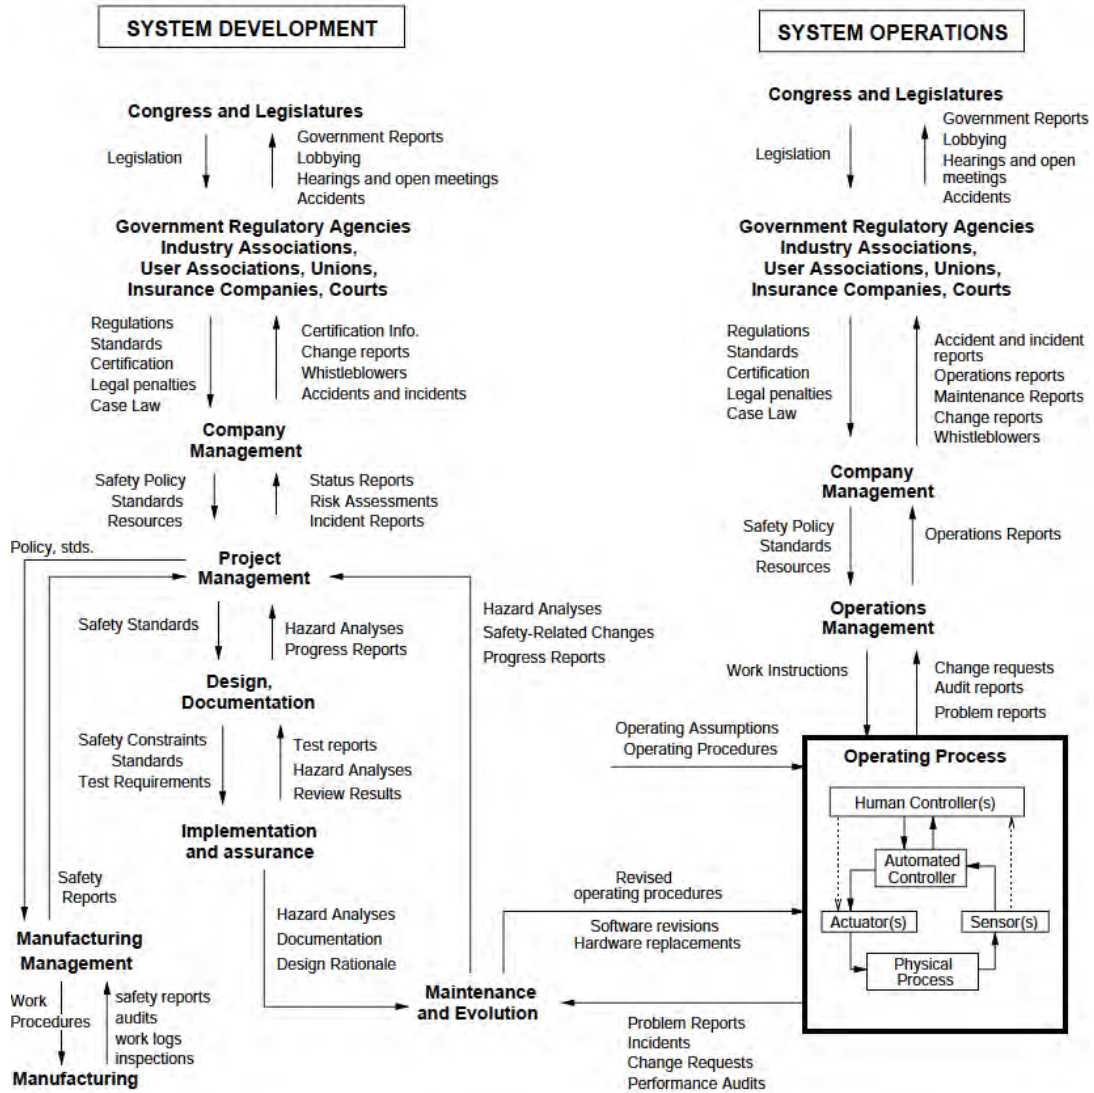 SYSTEM DEVELOPMENT
Congress and Legislatures
Legislation
Government Reports
Lobbying
Hearings and open meetings
Accidents
Government Regulatory Agencies
Industry Associations,
User Associations, Unions,
Insurance Companies, Courts
Regulations
Standards
Certification
Legal penalties
Case Law
Certification Info.
Change reports
Whistleblowers
Accidents and incidents
Company
Management
Safety Policy
Standards
Resources
Status Reports
Risk Assessments
Incident Reports
Policy, stds.
Project
Management
Safety Standards
Hazard Analyses
Progress Reports
Hazard Analyses
Safety-Related Changes
Progress Reports
Design,
Documentation
Safety Constraints
Standards
Test Requirements
Test reports
Hazard Analyses
Review Results
Implementation
and assurance
Safety
Reports
Hazard Analyses
Documentation
Design Rationale
Manufacturing
Management
Work
Procedures
safety reports
audits
work logs
inspections
Manufacturing
Maintenance
and Evolution
SYSTEM OPERATIONS
Congress and Legislatures
Legislation
Government Reports
Lobbying
Hearings and open
meetings
Accidents
Government Regulatory Agencies
Industry Associations,
User Associations, Unions,
Insurance Companies, Courts
Regulations
Standards
Certification
Legal penalties
Case Law
Accident and incident
reports
Operations reports
Maintenance Reports
Change reports
Whistleblowers
Company
Management
Safety Policy
Standards
Resources
Operations Reports
Operations
Management
Work Instructions
Change requests
Audit reports
Problem reports
Operating Assumptions
Operating Procedures
Operating Process
Human Controller(s)
Automated
Controller
Actuator(s)
Sensor(s)
Physical
Process
Revised
operating procedures
Software revisions
Hardware replacements
Problem Reports
Incidents
Change Requests
Performance Audits